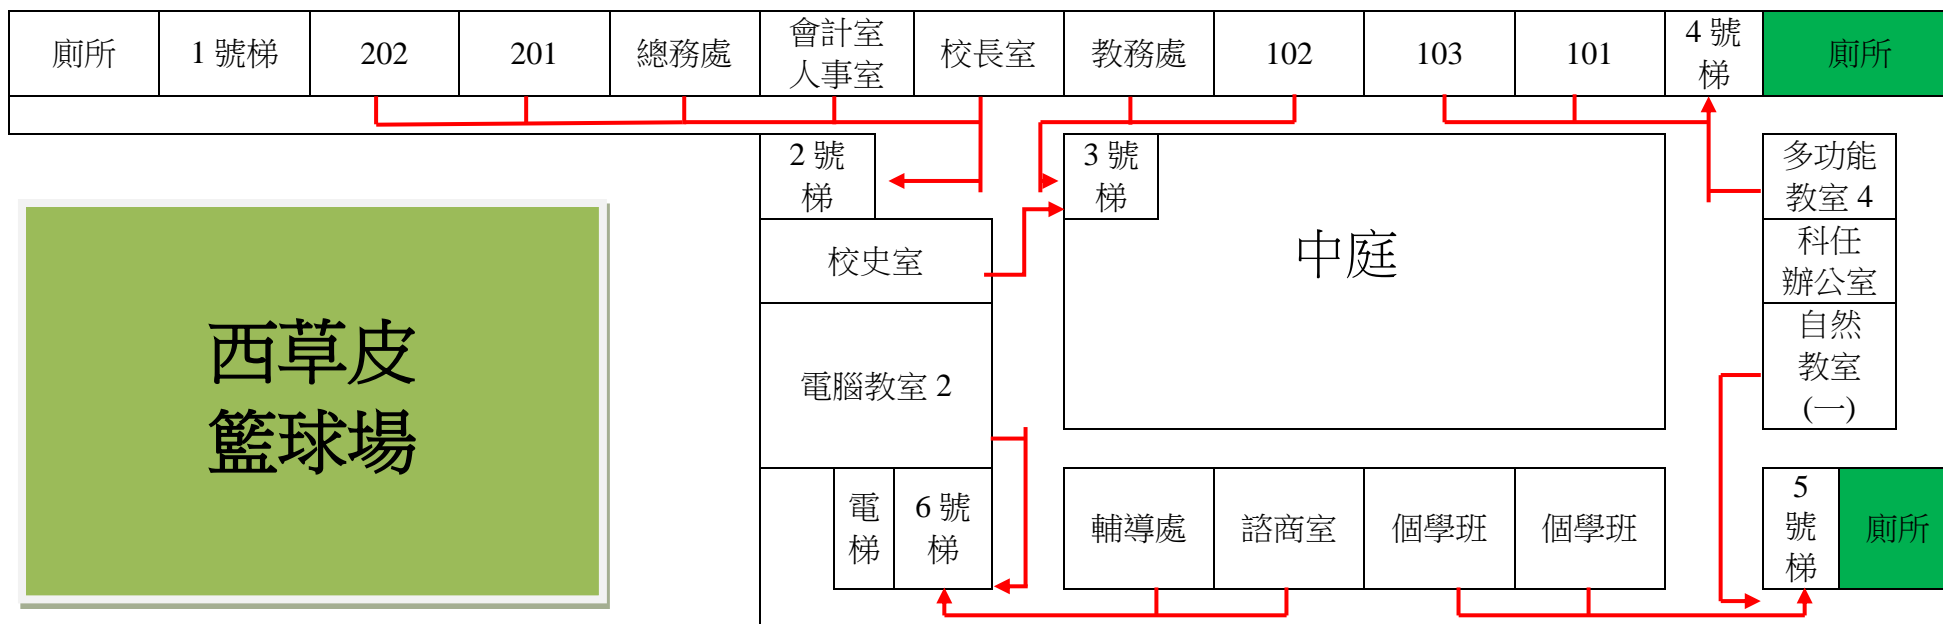 廁所
1 號梯
202
201
總務處
會計室
人事室
校長室
教務處
102
103
101
4 號
梯
廁所
2 號
梯
3 號
梯
多功能
教室 4
校史室
中庭
科任
辦公室
西草皮
籃球場
電腦教室 2
自然
教室
(一)
電
梯
6 號
梯
輔導處
諮商室
個學班
個學班
5
號
梯
廁所